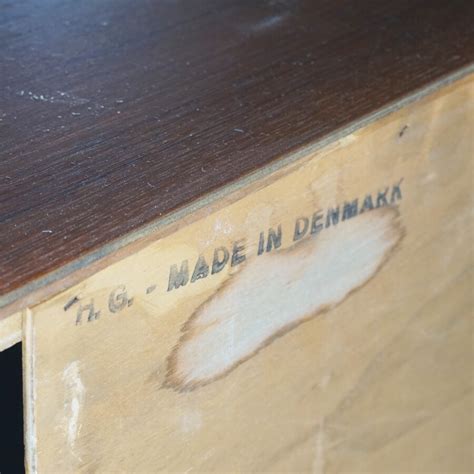 H. G. - MADE IN DENMARK